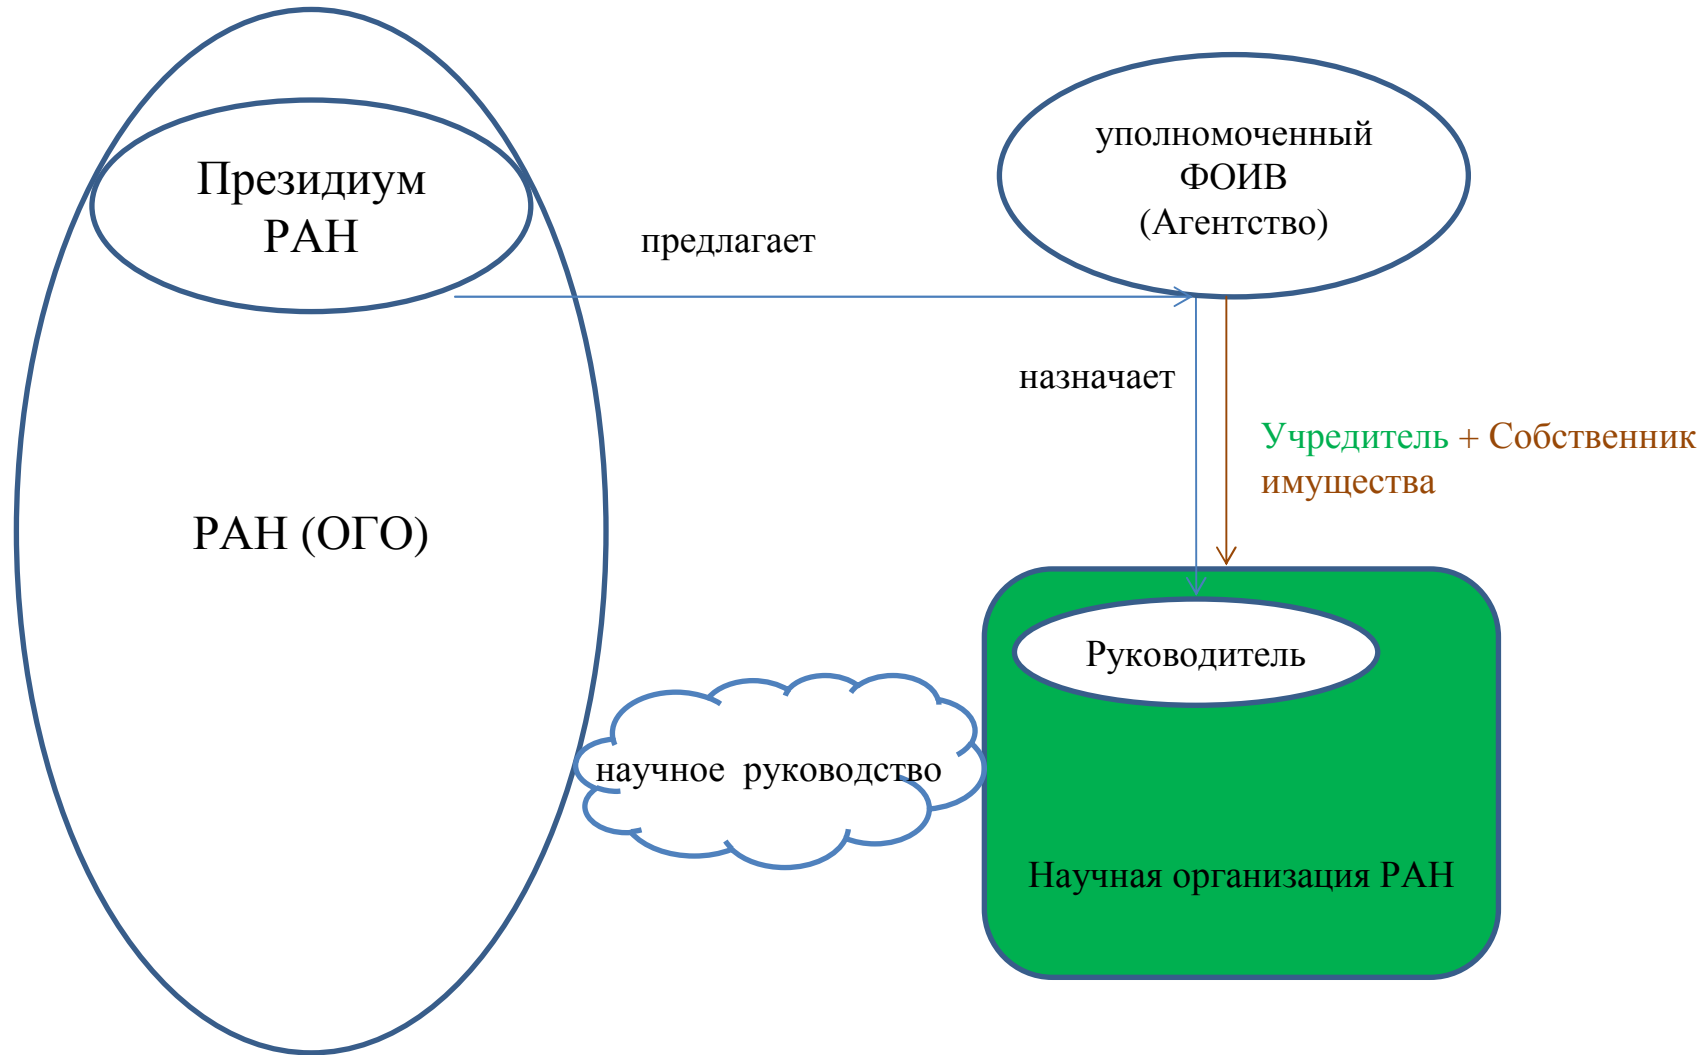 Президиум
РАН
уполномоченный
ФОИВ
(Агентство)
предлагает
назначает
Учредитель + Собственник
имущества
РАН (ОГО)
Руководитель
научное руководство
Научная организация РАН